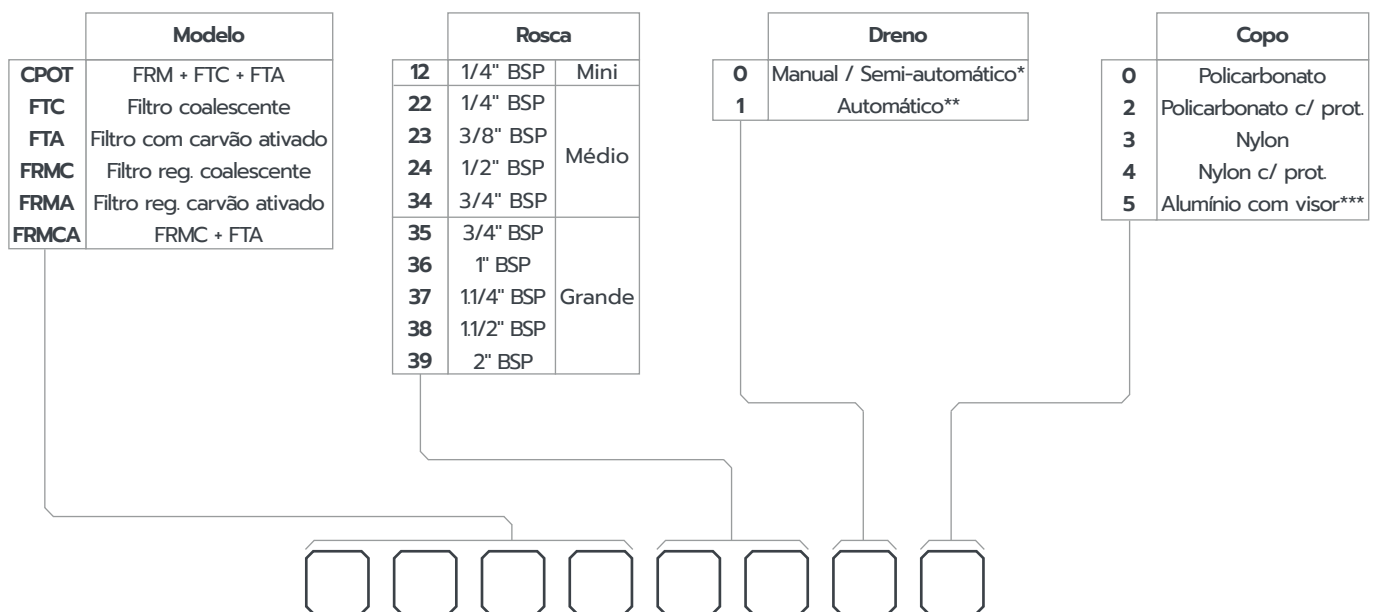 Modelo
CPOT FRM + FTC + FTA
FTC Filtro coalescente
FTA Filtro com carvão ativado
FRMC Filtro reg. coalescente
FRMA Filtro reg. carvão ativado
FRMCA FRMC + FTA
Rosca
12 1/4" BSP Mini
22 1/4" BSP
23 3/8" BSP
Médio
24 1/2" BSP
34 3/4" BSP
35 3/4" BSP
36 1" BSP
37 1.1/4" BSP Grande
38 1.1/2" BSP
39 2" BSP
Dreno
0 Manual / Semi-automático*
1 Automático**
Copo
0 Policarbonato
2 Policarbonato c/ prot.
3 Nylon
4 Nylon c/ prot.
5 Alumínio com visor***